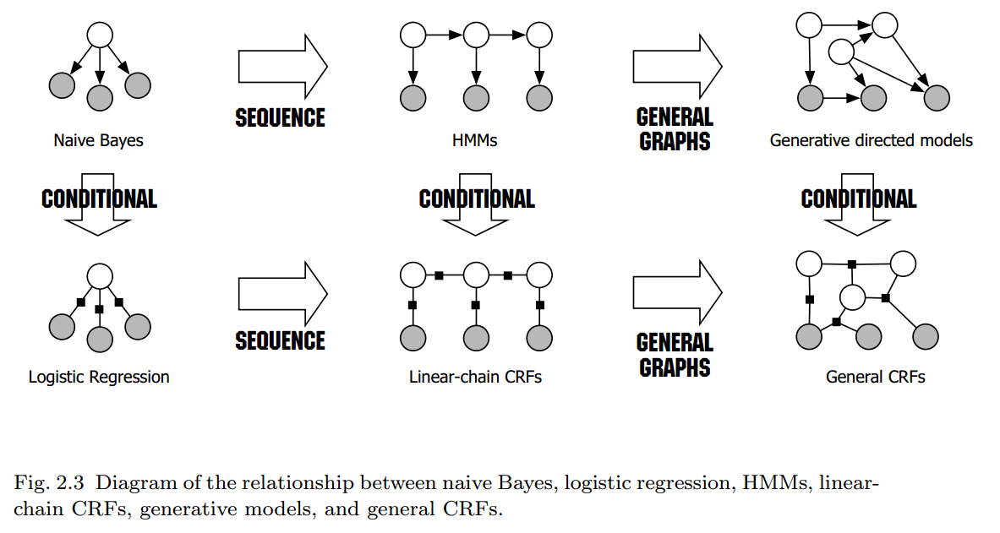 SEQUENCE
GENERAL
GRAPHS
Naive Bayes
HMMs
Generative directed models
CONDITIONAL
CONDITIONAL
CONDITIONAL
SEQUENCE
GENERAL
GRAPHS
Logistic Regression
Linear-chain CRFs
General CRFs
Fig. 2.3 Diagram of the relationship between naive Bayes, logistic regression, HMMs, linear-
chain CRFs, generative models, and general CRFs.